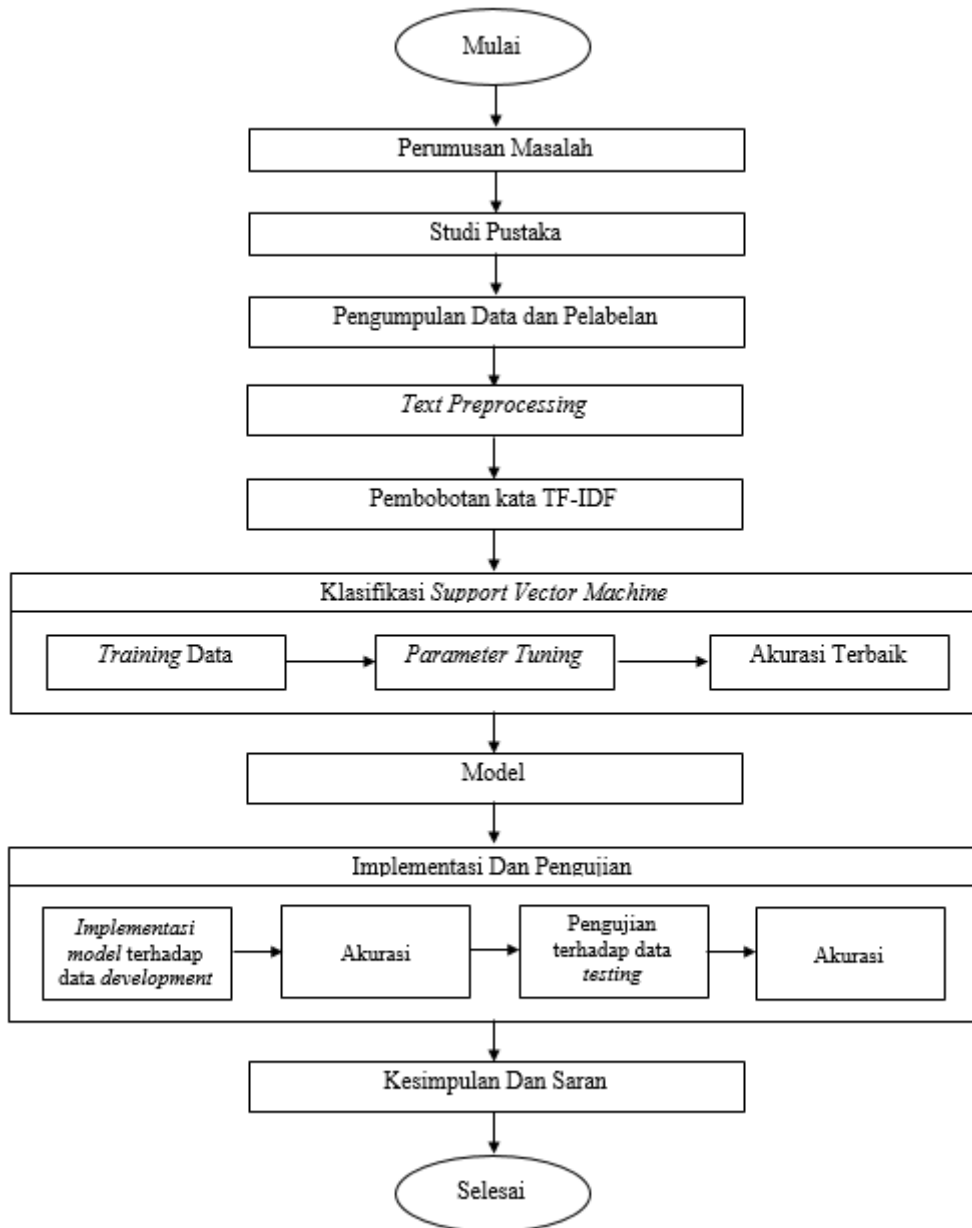 Mulai
Perumusan Masalah
Studi Pustaka
Pengumpulan Data dan Pelabelan
Text Preprocessing
Pembobotan kata TF-IDF
Klasifikasi Support Vector Machine
Training Data
Parameter Tuning
Akurasi Terbaik
Model
Implementasi Dan Pengujian
Implementasi
model terhadap
data development
Akurasi
Pengujian
terhadap data
testing
Akurasi
Kesimpulan Dan Saran
Selesai